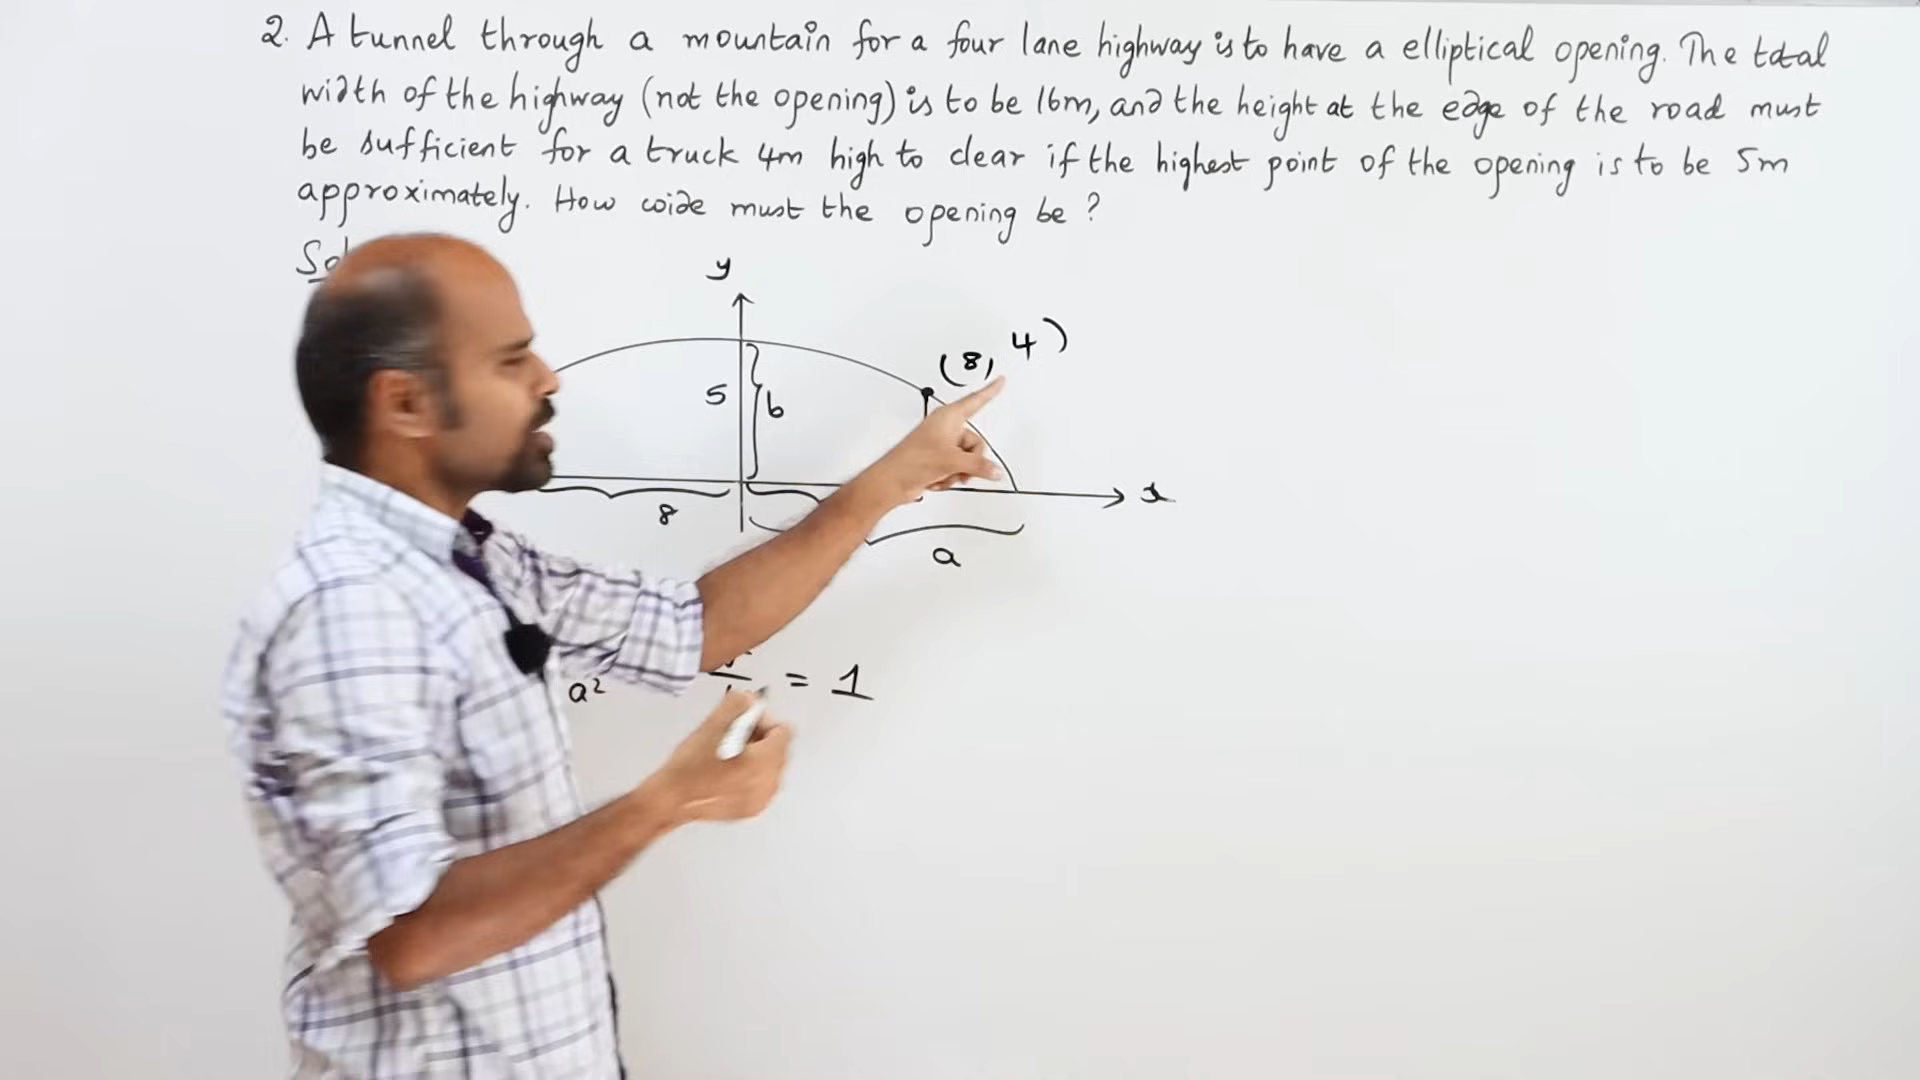 2. A tunnel through a mountain for a four lane highway is to have a elliptical opening. The total
width of the highway (not the opening) is to be 16m, and the height at the edge of the road must
be sufficient for a truck 4m high to clear if the highest point of the opening is to be 5m
approximately. How wide must the opening be ?
y
(8, 4)
5
b
x
8
a
a² = 1